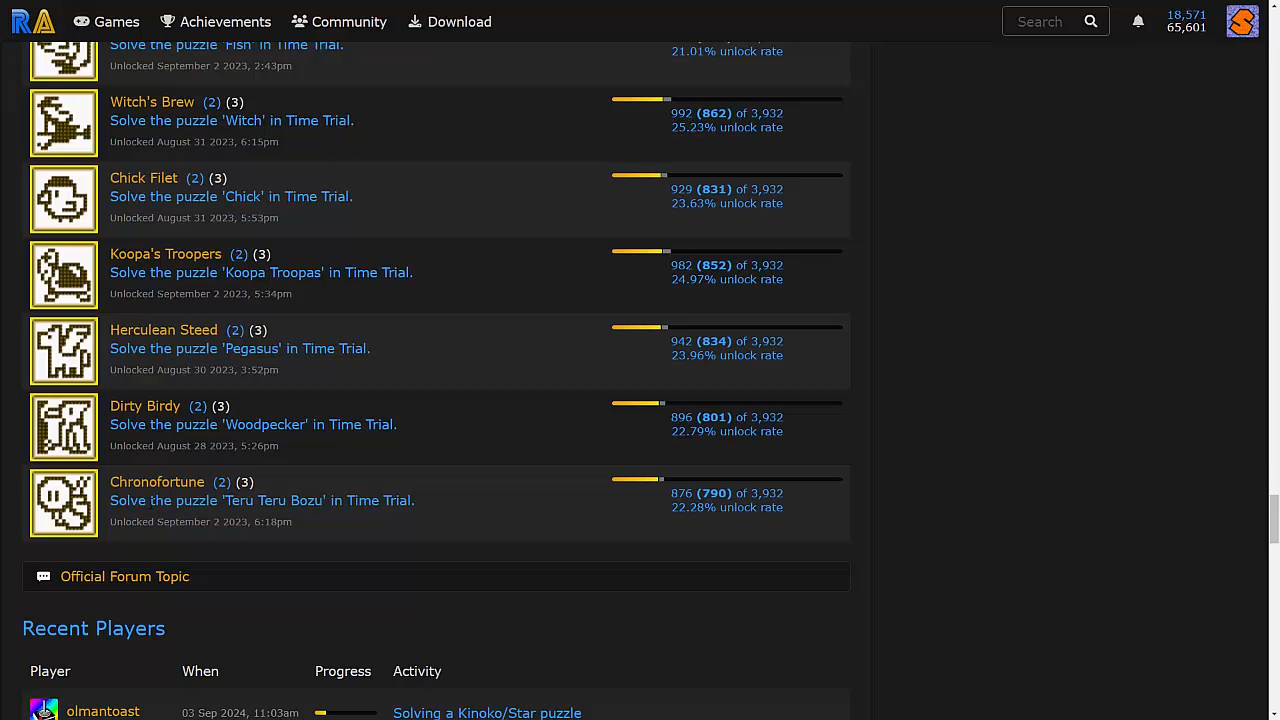 RA Games Achievements Community Download Search 18,571
65,601
Solve the puzzle 'Fish' in Time Trial.
Unlocked September 2 2023, 2:43pm
21.01% unlock rate
Witch's Brew (2) (3)
Solve the puzzle 'Witch' in Time Trial.
Unlocked August 31 2023, 6:15pm
992 (862) of 3,932
25.23% unlock rate
Chick Filet (2) (3)
Solve the puzzle 'Chick' in Time Trial.
Unlocked August 31 2023, 5:53pm
929 (831) of 3,932
23.63% unlock rate
Koopa's Troopers (2) (3)
Solve the puzzle 'Koopa Troopas' in Time Trial.
Unlocked September 2 2023, 5:34pm
982 (852) of 3,932
24.97% unlock rate
Herculean Steed (2) (3)
Solve the puzzle 'Pegasus' in Time Trial.
Unlocked August 30 2023, 3:52pm
942 (834) of 3,932
23.96% unlock rate
Dirty Birdy (2) (3)
Solve the puzzle 'Woodpecker' in Time Trial.
Unlocked August 28 2023, 5:26pm
896 (801) of 3,932
22.79% unlock rate
Chronofortune (2) (3)
Solve the puzzle 'Teru Teru Bozu' in Time Trial.
Unlocked September 2 2023, 6:18pm
876 (790) of 3,932
22.28% unlock rate
Official Forum Topic
Recent Players
Player When Progress Activity
olmantoast 03 Sep 2024, 11:03am Solving a Kinoko/Star puzzle